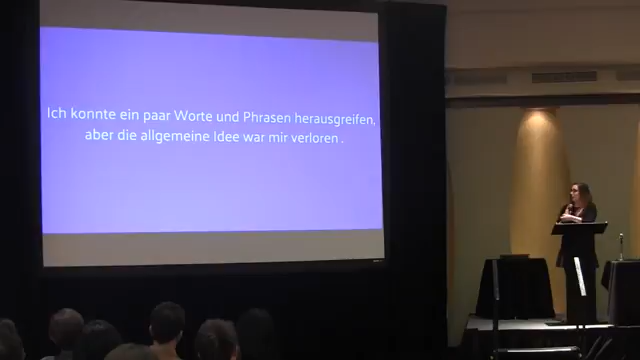 Ich konnte ein paar Worte und Phrasen herausgreifen,
aber die allgemeine Idee war mir verloren .